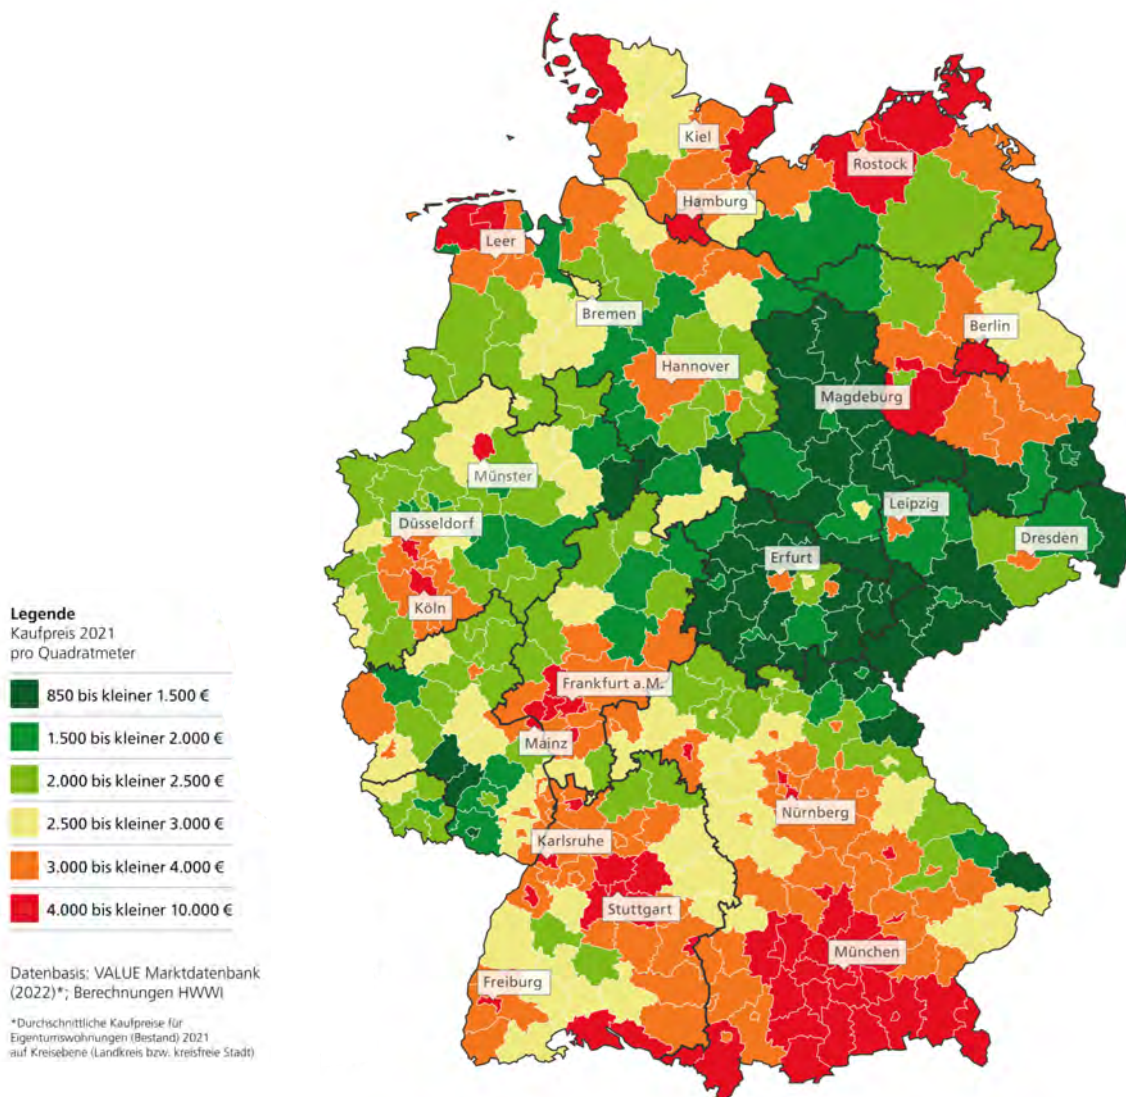 Kiel
Rostock
Hamburg
Leer
Bremen
Berlin
Hannover
Magdeburg
Münster
Leipzig
Düsseldorf
Dresden
Erfurt
Köln
Frankfurt a.M.
Mainz
Nürnberg
Karlsruhe
Stuttgart
München
Freiburg
Legende
Kaufpreis 2021
pro Quadratmeter
850 bis kleiner 1.500 €
1.500 bis kleiner 2.000 €
2.000 bis kleiner 2.500 €
2.500 bis kleiner 3.000 €
3.000 bis kleiner 4.000 €
4.000 bis kleiner 10.000 €
Datenbasis: VALUE Marktdatenbank
(2022)*; Berechnungen HWWI
*Durchschnittliche Kaufpreise für
Eigentumswohnungen (Bestand) 2021
auf Kreisebene (Landkreis bzw. kreisfreie Stadt)